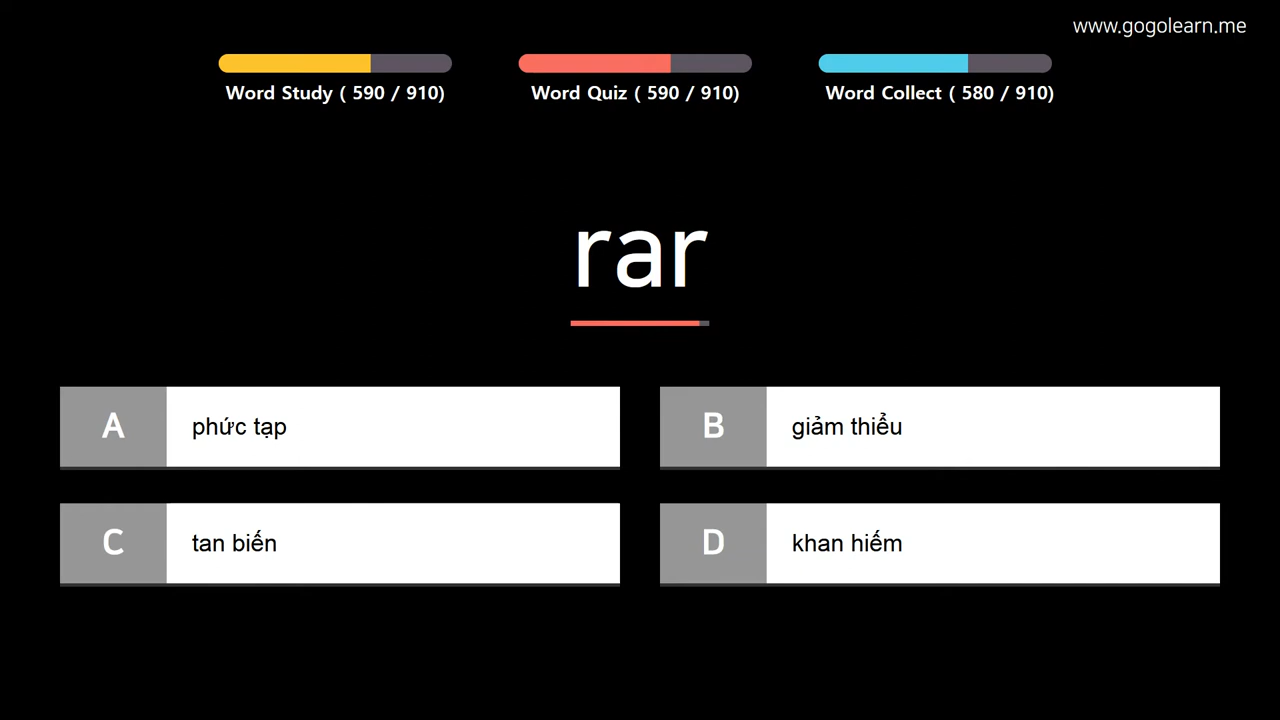 www.gogolearn.me
Word Study ( 590 / 910)
Word Quiz ( 590 / 910)
Word Collect ( 580 / 910)
rar
A
phức tạp
B
giảm thiểu
C
tan biến
D
khan hiếm